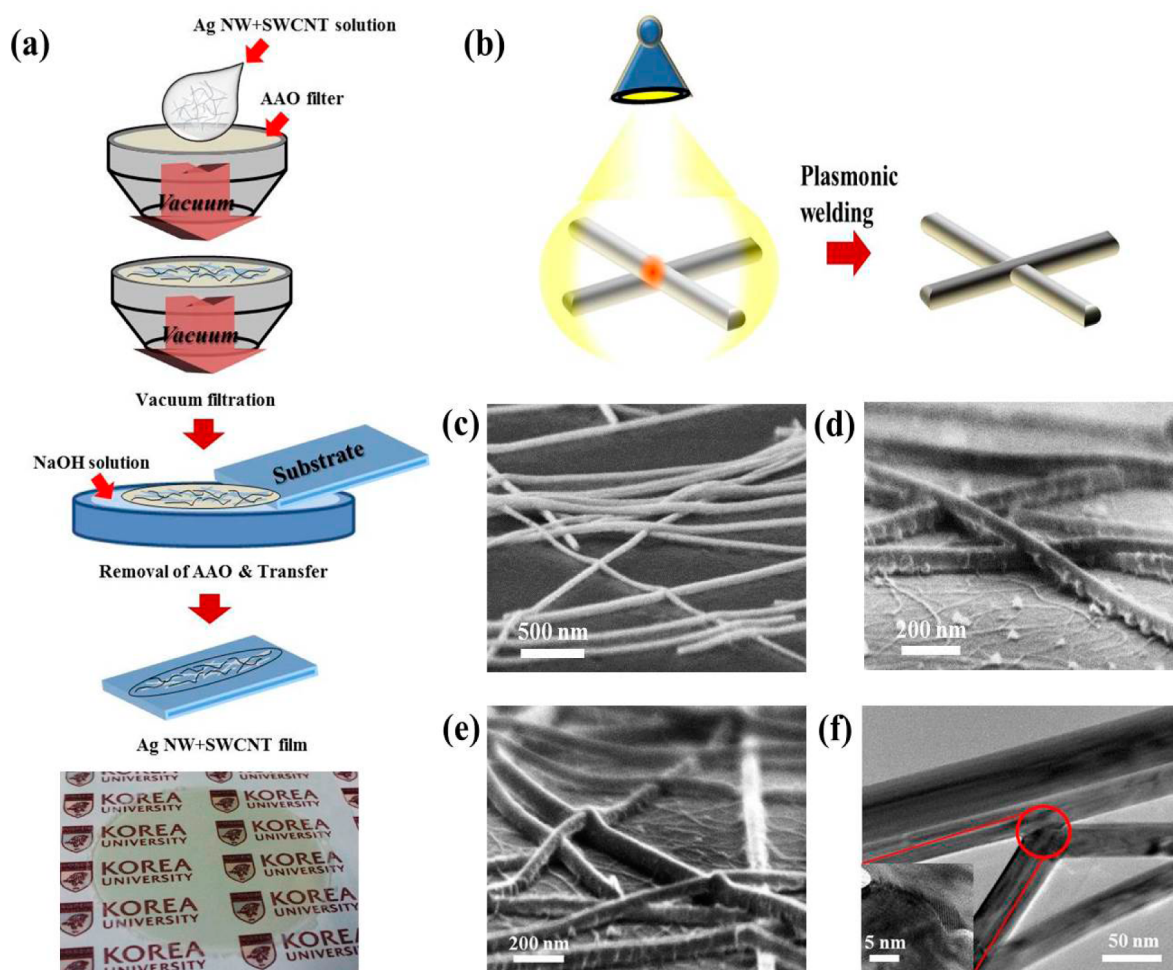 (a)
Ag NW+SWCNT
solution
AAO filter
Vacuum
Vacuum
Vacuum filtration
NaOH solution
Substrate
Removal of AAO & Transfer
Ag NW+SWCNT film
KOREA
UNIVERSITY
KOREA
UNIVERSITY
KOREA
UNIVERSITY
KOREA
UNIVERSITY
KOREA
UNIVERSITY
KOREA
UNIVERSITY
KOREA
UNIVERSITY
KOREA
UNIVERSITY
KOREA
UNIVERSITY
(b)
Plasmonic
welding
(c)
500 nm
(d)
200 nm
(e)
200 nm
(f)
5 nm
50 nm